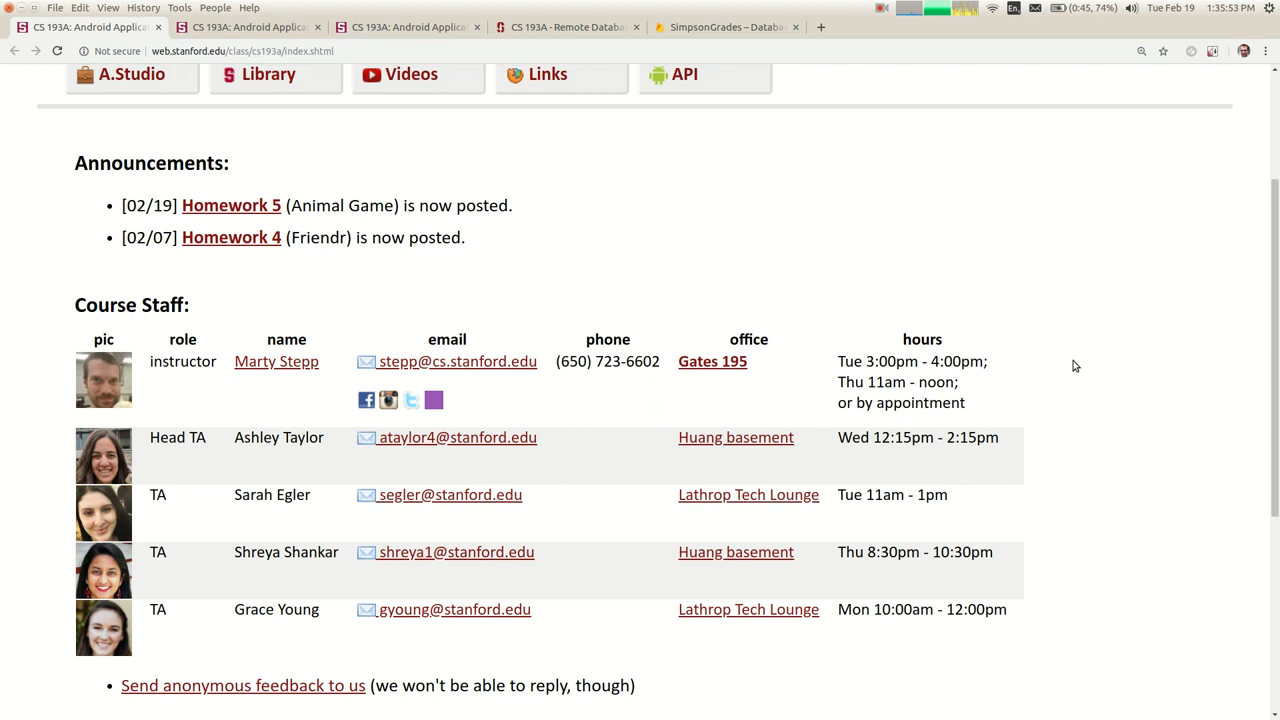 File Edit View History Tools People Help
En (0:45, 74%) Tue Feb 19 1:35:53 PM
CS 193A: Android Applica × CS 193A: Android Applica × CS 193A: Android Applica × CS 193A - Remote Databa × SimpsonGrades – Databa × +
Not secure web.stanford.edu/class/cs193a/index.shtml
A.Studio Library Videos Links API
Announcements:
• [02/19] Homework 5 (Animal Game) is now posted.
• [02/07] Homework 4 (Friendr) is now posted.
Course Staff:
pic role name email phone office hours
instructor Marty Stepp stepp@cs.stanford.edu (650) 723-6602 Gates 195 Tue 3:00pm - 4:00pm;
Thu 11am - noon;
or by appointment
Head TA Ashley Taylor ataylor4@stanford.edu Huang basement Wed 12:15pm - 2:15pm
TA Sarah Egler segler@stanford.edu Lathrop Tech Lounge Tue 11am - 1pm
TA Shreya Shankar shreya1@stanford.edu Huang basement Thu 8:30pm - 10:30pm
TA Grace Young gyoung@stanford.edu Lathrop Tech Lounge Mon 10:00am - 12:00pm
• Send anonymous feedback to us (we won't be able to reply, though)